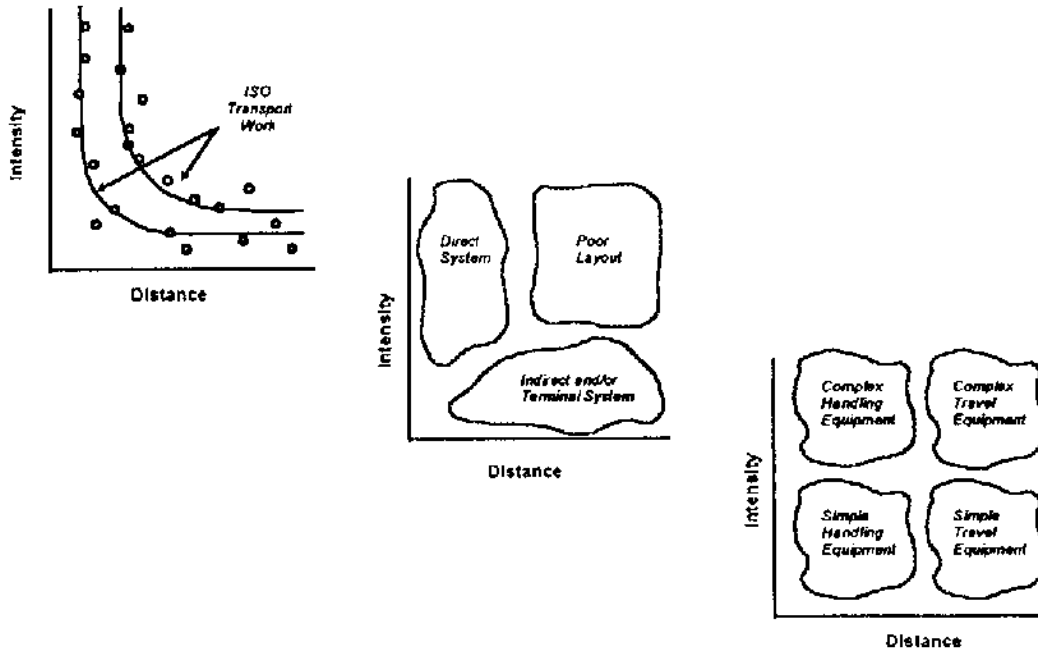 Intensity
ISO
Transport
Work
Distance
Intensity
Direct
System
Poor
Layout
Indirect and/or
Terminal System
Distance
Intensity
Complex
Handling
Equipment
Complex
Travel
Equipment
Simple
Handling
Equipment
Simple
Travel
Equipment
Distance